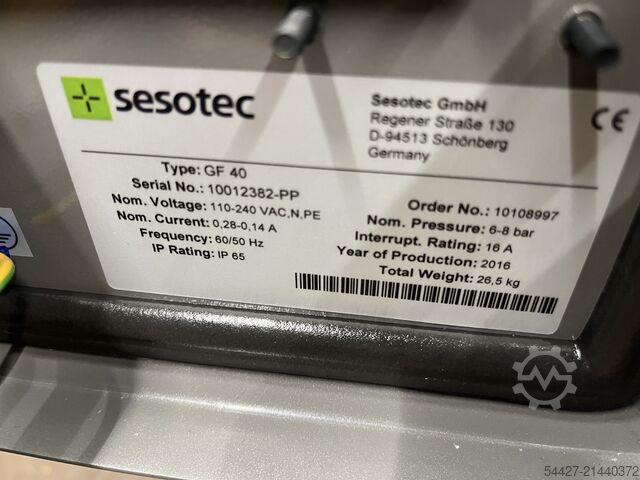 sesotec
Sesotec GmbH
Regener Straße 130
D-94513 Schönberg
Germany
CE
Type: GF 40
Serial No.: 10012382-PP
Nom. Voltage: 110-240 VAC,N,PE
Nom. Current: 0,28-0,14 A
Frequency: 60/50 Hz
IP Rating: IP 65
Order No.: 10108997
Nom. Pressure: 6-8 bar
Interrupt. Rating: 16 A
Year of Production: 2016
Total Weight: 26,5 kg
54427-21440372